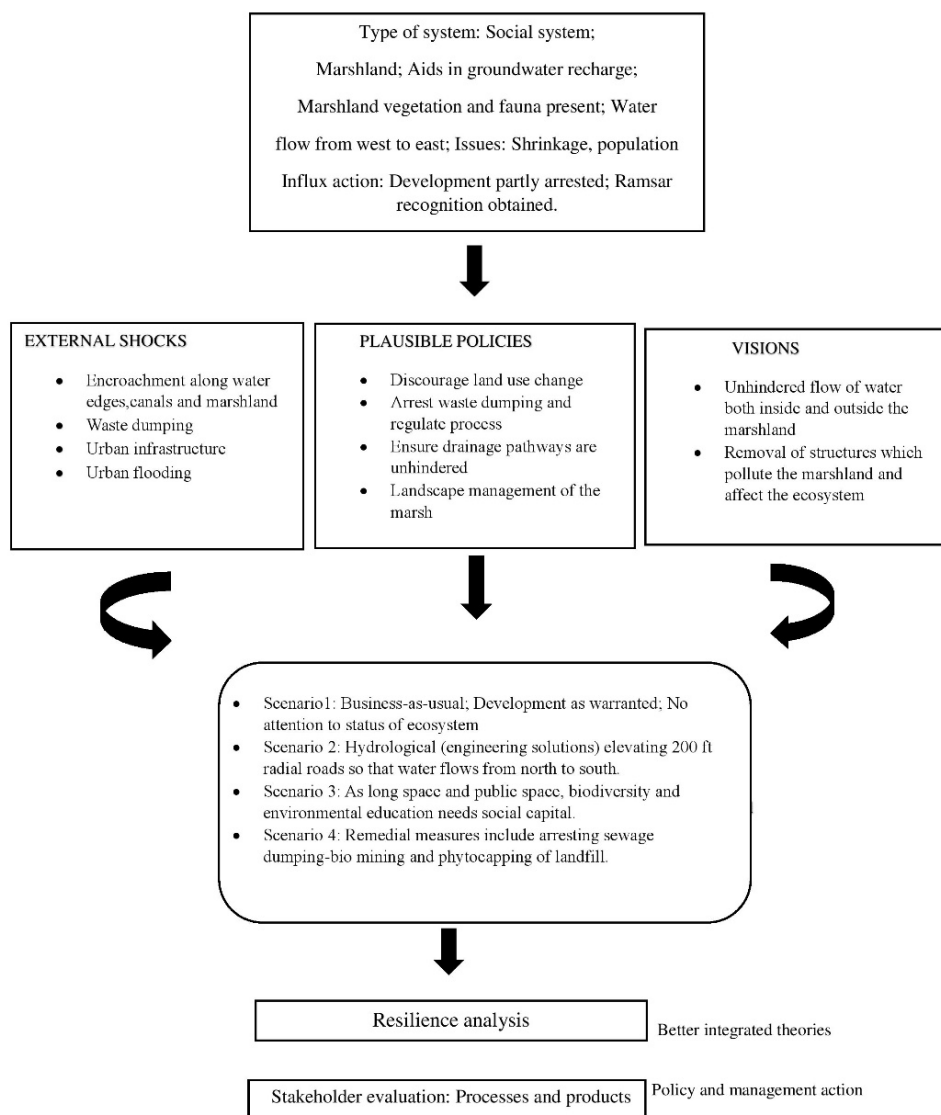 Type of system: Social system;
Marshland; Aids in groundwater recharge;
Marshland vegetation and fauna present; Water
flow from west to east; Issues: Shrinkage, population
Influx action: Development partly arrested; Ramsar
recognition obtained.
EXTERNAL SHOCKS
• Encroachment along water
edges,canals and marshland
• Waste dumping
• Urban infrastructure
• Urban flooding
PLAUSIBLE POLICIES
• Discourage land use change
• Arrest waste dumping and
regulate process
• Ensure drainage pathways are
unhindered
• Landscape management of the
marsh
VISIONS
• Unhindered flow of water
both inside and outside the
marshland
• Removal of structures which
pollute the marshland and
affect the ecosystem
• Scenario1: Business-as-usual; Development as warranted; No
attention to status of ecosystem
• Scenario 2: Hydrological (engineering solutions) elevating 200 ft
radial roads so that water flows from north to south.
• Scenario 3: As long space and public space, biodiversity and
environmental education needs social capital.
• Scenario 4: Remedial measures include arresting sewage
dumping-bio mining and phytocapping of landfill.
Resilience analysis
Better integrated theories
Stakeholder evaluation: Processes and products
Policy and management action